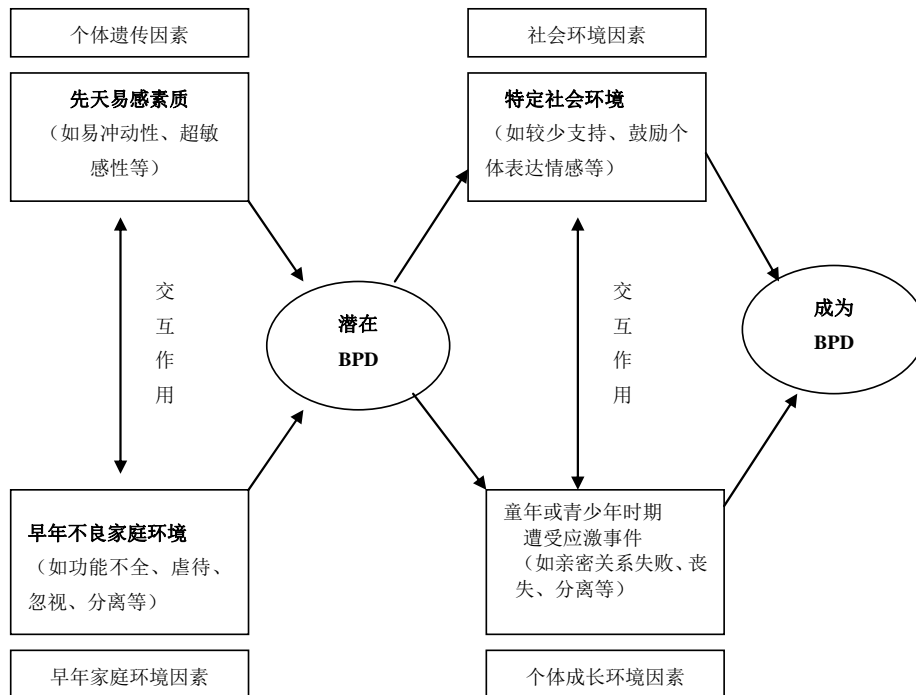 个体遗传因素
社会环境因素
先天易感素质
（如易冲动性、超敏
感性等）
特定社会环境
（如较少支持、鼓励个
体表达情感等）
交
互
作
用
潜在
BPD
交
互
作
用
成为
BPD
早年不良家庭环境
（如功能不全、虐待、
忽视、分离等）
童年或青少年时期
遭受应激事件
（如亲密关系失败、丧
失、分离等）
早年家庭环境因素
个体成长环境因素